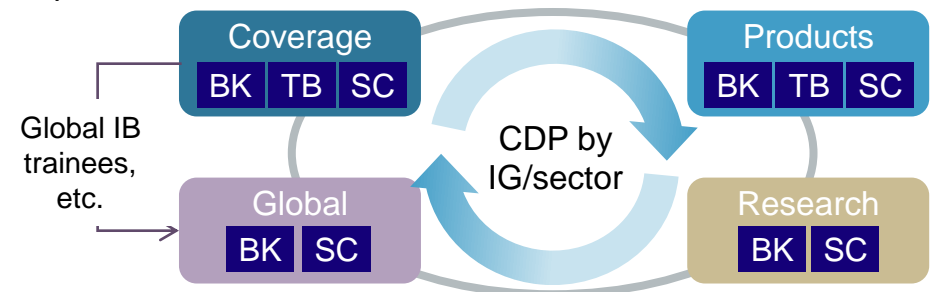 Coverage
BK TB SC
Products
BK TB SC
Global IB
trainees,
etc.
CDP by
IG/sector
Global
BK SC
Research
BK SC